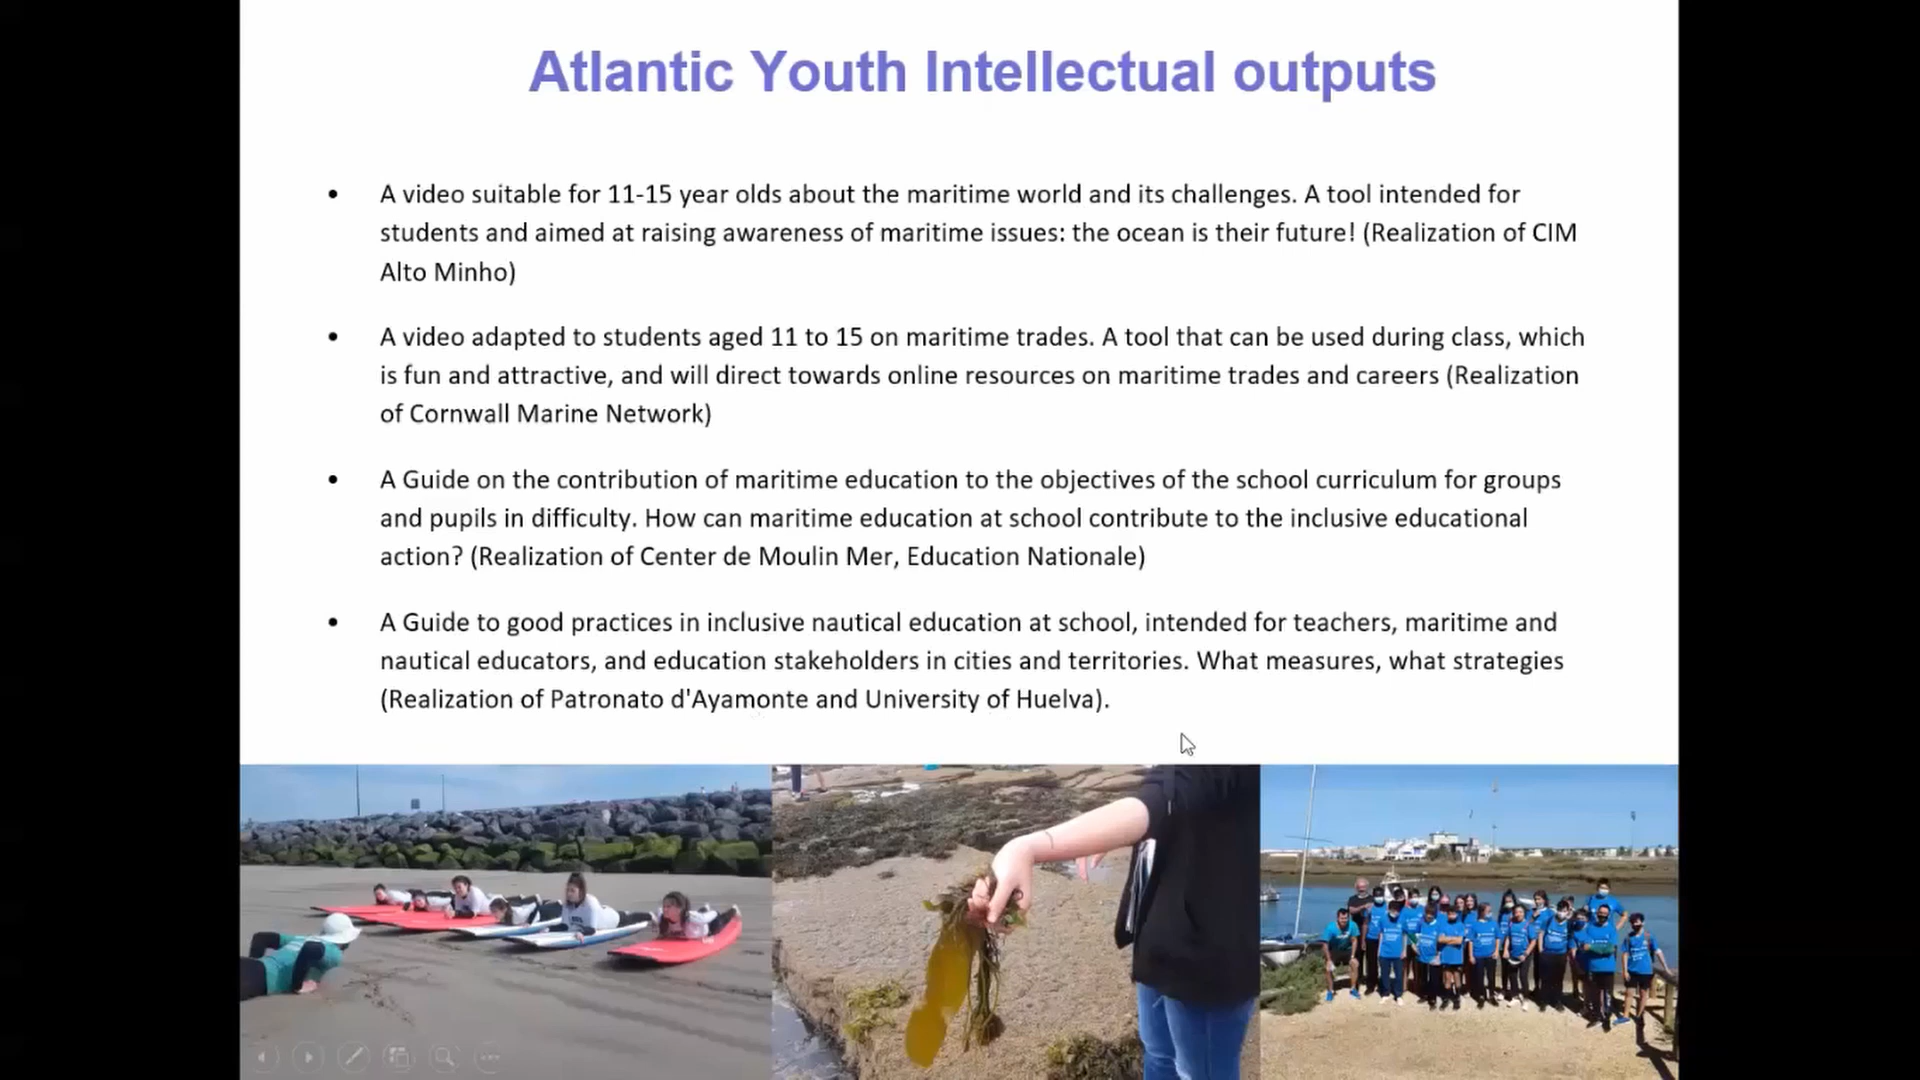 Atlantic Youth Intellectual outputs
• A video suitable for 11-15 year olds about the maritime world and its challenges. A tool intended for
students and aimed at raising awareness of maritime issues: the ocean is their future! (Realization of CIM
Alto Minho)
• A video adapted to students aged 11 to 15 on maritime trades. A tool that can be used during class, which
is fun and attractive, and will direct towards online resources on maritime trades and careers (Realization
of Cornwall Marine Network)
• A Guide on the contribution of maritime education to the objectives of the school curriculum for groups
and pupils in difficulty. How can maritime education at school contribute to the inclusive educational
action? (Realization of Center de Moulin Mer, Education Nationale)
• A Guide to good practices in inclusive nautical education at school, intended for teachers, maritime and
nautical educators, and education stakeholders in cities and territories. What measures, what strategies
(Realization of Patronato d'Ayamonte and University of Huelva).